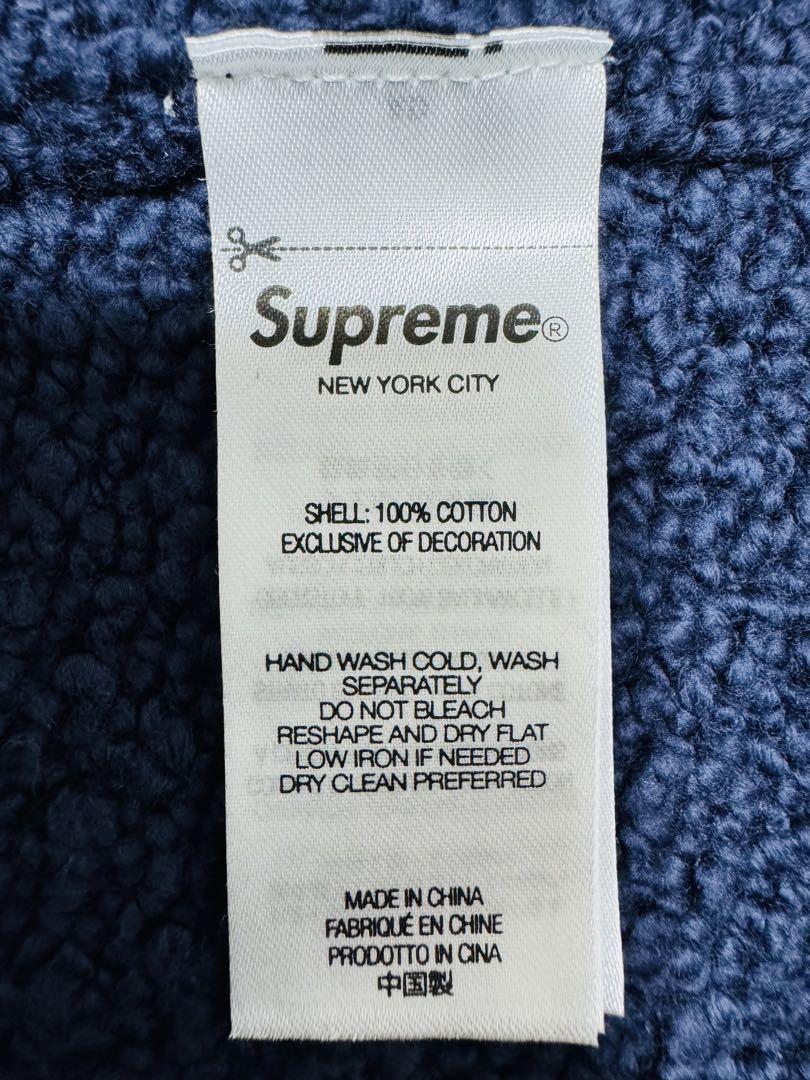 Supreme®
NEW YORK CITY
SHELL: 100% COTTON
EXCLUSIVE OF DECORATION
HAND WASH COLD, WASH
SEPARATELY
DO NOT BLEACH
RESHAPE AND DRY FLAT
LOW IRON IF NEEDED
DRY CLEAN PREFERRED
MADE IN CHINA
FABRIQUÉ EN CHINE
PRODOTTO IN CINA
中国製